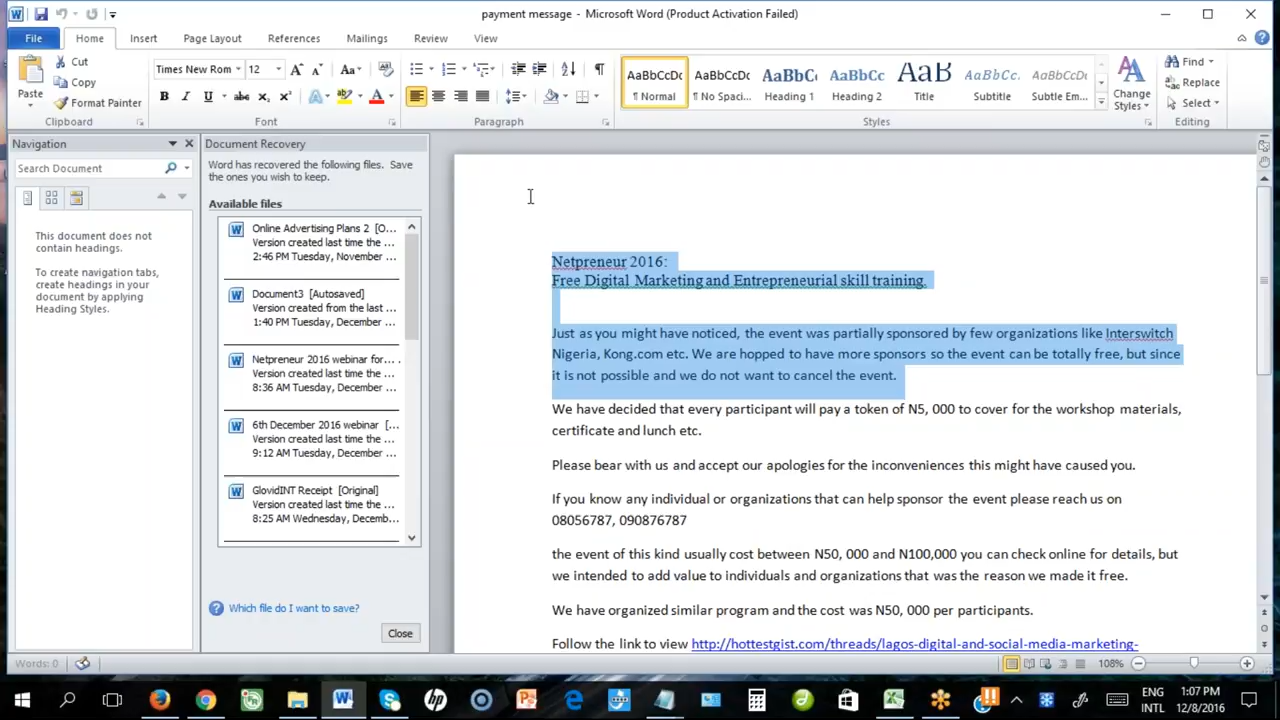 payment message - Microsoft Word (Product Activation Failed)
File Home Insert Page Layout References Mailings Review View
Paste
Cut
Copy
Format Painter
Clipboard
Times New Rom 12
Font
Paragraph
AaBbCcDc AaBbCcDc AaBbC( AaBbCc AaB AaBbCc. AaBbCcDc
¶ Normal ¶ No Spaci... Heading 1 Heading 2 Title Subtitle Subtle Em...
Change
Styles
Styles
Find
Replace
Select
Editing
Navigation
Search Document
This document does not
contain headings.
To create navigation tabs,
create headings in your
document by applying
Heading Styles.
Document Recovery
Word has recovered the following files. Save
the ones you wish to keep.
Available files
Online Advertising Plans 2 [O...
Version created last time the ...
2:46 PM Tuesday, November ...
Document3 [Autosaved]
Version created from the last ...
1:40 PM Tuesday, December ...
Netpreneur 2016 webinar for...
Version created last time the ...
8:36 AM Tuesday, December ...
6th December 2016 webinar [...
Version created last time the ...
9:12 AM Tuesday, December ...
GlovidINT Receipt [Original]
Version created last time the ...
8:25 AM Wednesday, Decemb...
Which file do I want to save?
Close
Netpreneur 2016:
Free Digital Marketing and Entrepreneurial skill training.
Just as you might have noticed, the event was partially sponsored by few organizations like Interswitch
Nigeria, Kong.com etc. We are hopped to have more sponsors so the event can be totally free, but since
it is not possible and we do not want to cancel the event.
We have decided that every participant will pay a token of N5, 000 to cover for the workshop materials,
certificate and lunch etc.
Please bear with us and accept our apologies for the inconveniences this might have caused you.
If you know any individual or organizations that can help sponsor the event please reach us on
08056787, 090876787
the event of this kind usually cost between N50, 000 and N100,000 you can check online for details, but
we intended to add value to individuals and organizations that was the reason we made it free.
We have organized similar program and the cost was N50, 000 per participants.
Follow the link to view http://hottestgist.com/threads/lagos-digital-and-social-media-marketing-
Words: 0
108%
ENG
INTL
1:07 PM
12/8/2016